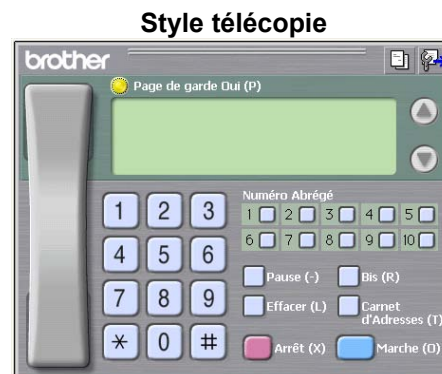 Style télécopie
brother
Page de garde Oui (P)
1 2 3
4 5 6
7 8 9
* 0 #
Numéro Abrégé
1 2 3 4 5
6 7 8 9 10
Pause (-) Bis (R)
Effacer (L) Carnet
d'Adresses (T)
Arrêt (X) Marche (O)